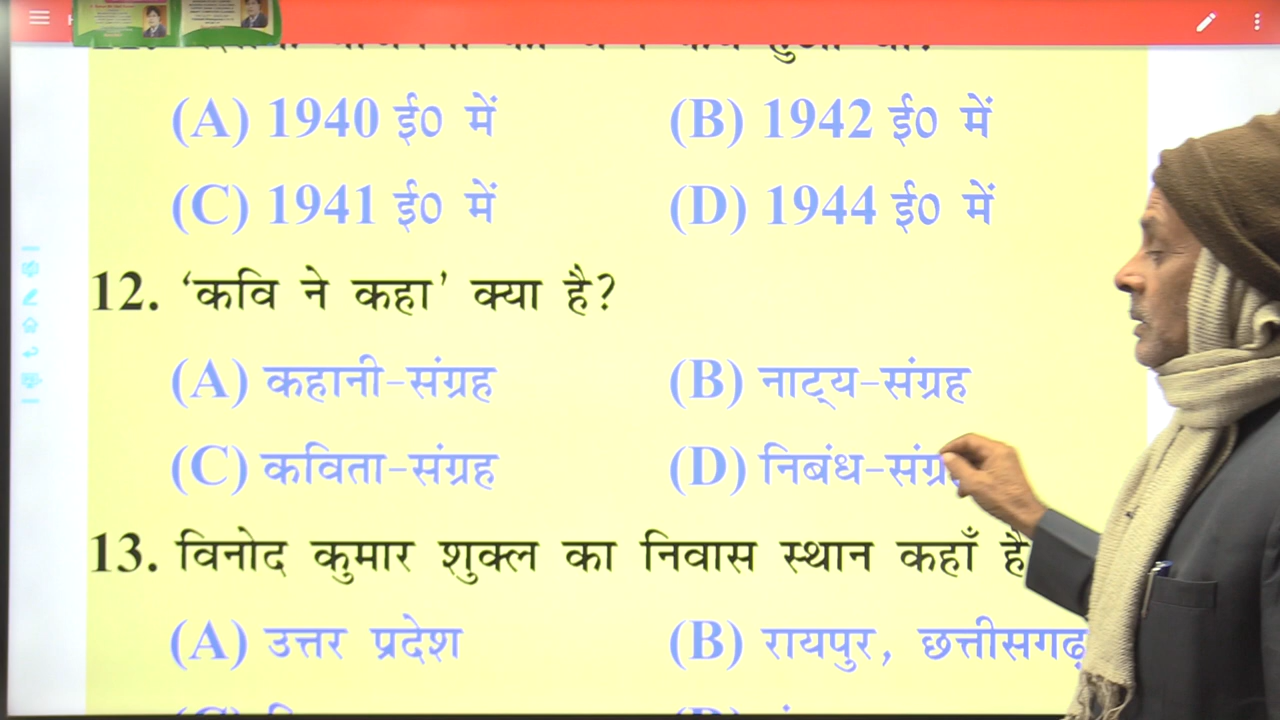 (A) 1940 ई० में (B) 1942 ई० में
(C) 1941 ई० में (D) 1944 ई० में
12. ‘कवि ने कहा’ क्या है?
(A) कहानी-संग्रह (B) नाट्य-संग्रह
(C) कविता-संग्रह (D) निबंध-संग्र
13. विनोद कुमार शुक्ल का निवास स्थान कहाँ है
(A) उत्तर प्रदेश (B) रायपुर, छत्तीसगढ़